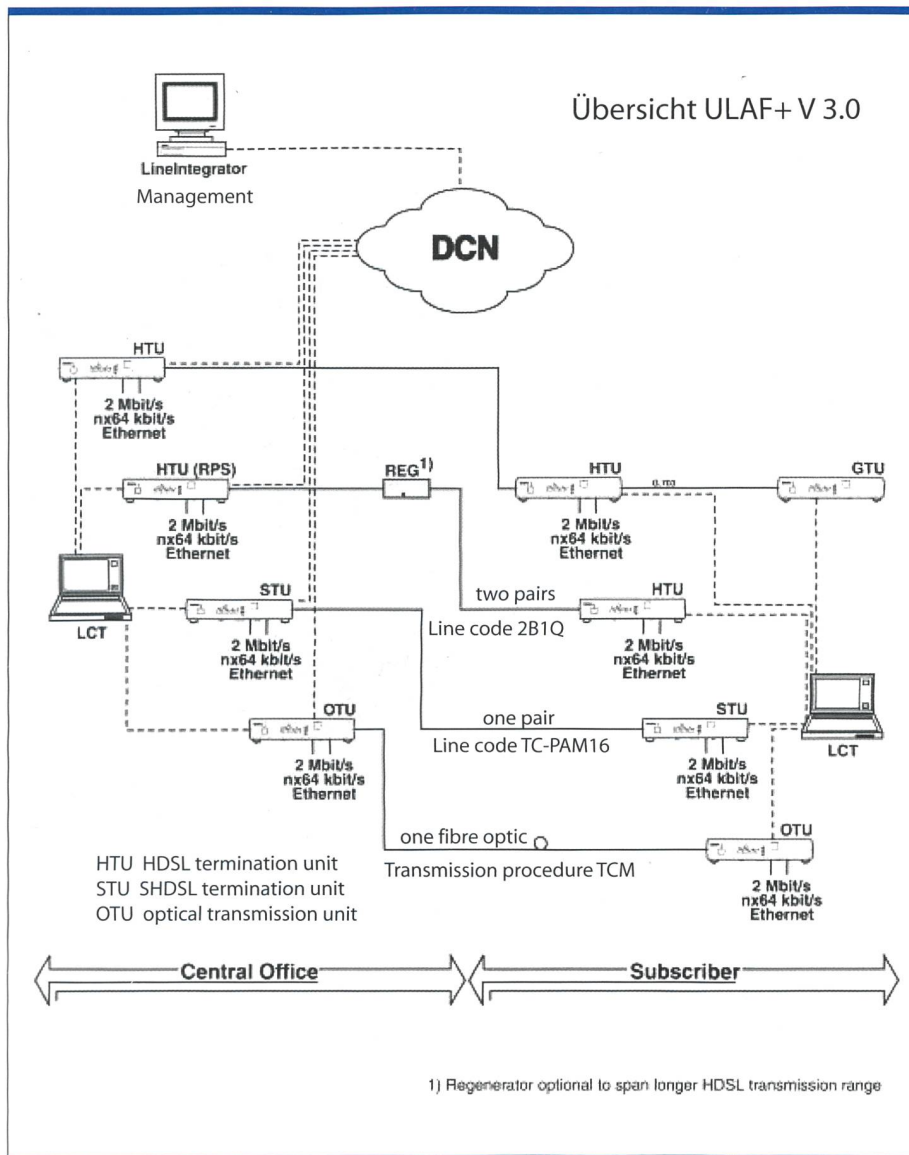 Übersicht ULAF+ V 3.0
LineIntegrator
Management
DCN
HTU
2 Mbit/s
nx64 kbit/s
Ethernet
HTU (RPS)
2 Mbit/s
nx64 kbit/s
Ethernet
REG1)
HTU
2 Mbit/s
nx64 kbit/s
Ethernet
GTU
LCT
STU
2 Mbit/s
nx64 kbit/s
Ethernet
two pairs
Line code 2B1Q
HTU
2 Mbit/s
nx64 kbit/s
Ethernet
OTU
2 Mbit/s
nx64 kbit/s
Ethernet
one pair
Line code TC-PAM16
STU
2 Mbit/s
nx64 kbit/s
Ethernet
LCT
one fibre optic
Transmission procedure TCM
OTU
2 Mbit/s
nx64 kbit/s
Ethernet
HTU HDSL termination unit
STU SHDSL termination unit
OTU optical transmission unit
Central Office
Subscriber
1) Regenerator optional to span longer HDSL transmission range